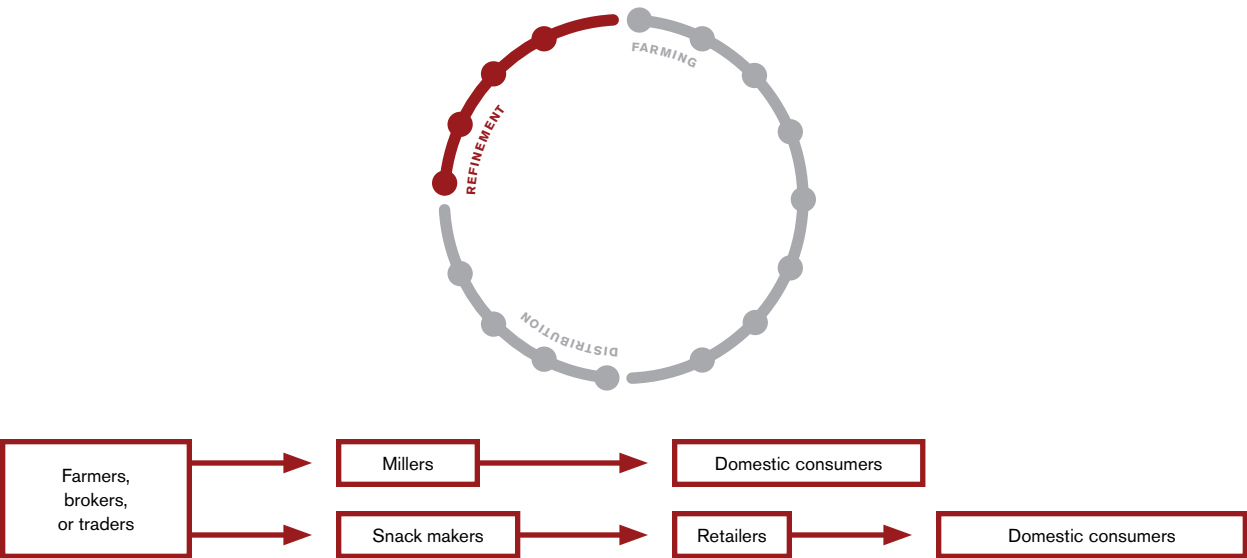 FARMING
REFINEMENT
DISTRIBUTION
Farmers,
brokers,
or traders
Millers
Domestic consumers
Snack makers
Retailers
Domestic consumers